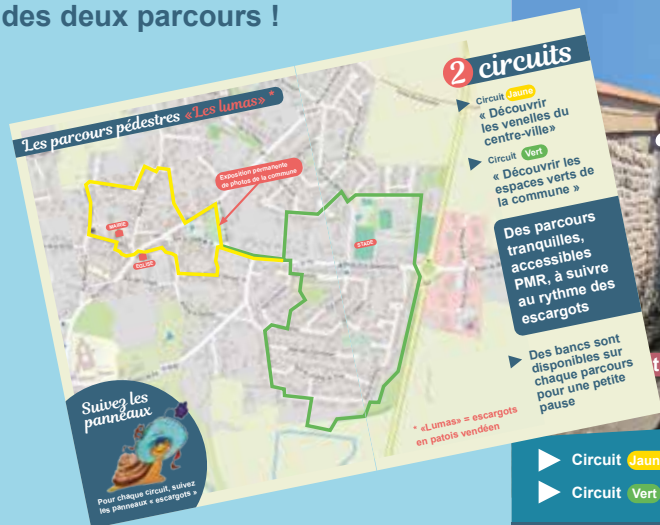 des deux parcours !
Les parcours pédestres «Les lumas» *
2 circuits
Circuit Jaune
« Découvrir
les venelles du
centre-ville»
Circuit Vert
« Découvrir les
espaces verts de
la commune »
Exposition permanente
de photos de la commune
MAIRIE
ÉGLISE
STADE
Des parcours
tranquilles,
accessibles
PMR, à suivre
au rythme des
escargots
Des bancs sont
disponibles sur
chaque parcours
pour une petite
pause
* «Lumas» = escargots
en patois vendéen
Suivez les
panneaux
Pour chaque circuit, suivez
les panneaux « escargots »
Circuit Jaun
Circuit Vert